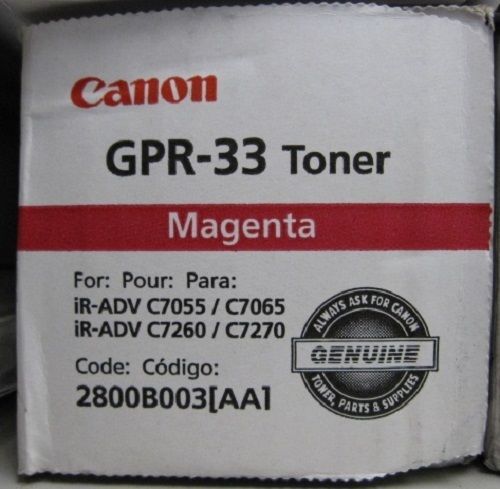 Canon
GPR-33 Toner
Magenta
For: Pour: Para:
iR-ADV C7055 / C7065
iR-ADV C7260 / C7270
Code: Código:
2800B003[AA]
ALWAYS ASK FOR CANON
GENUINE
TONER, PARTS & SUPPLIES